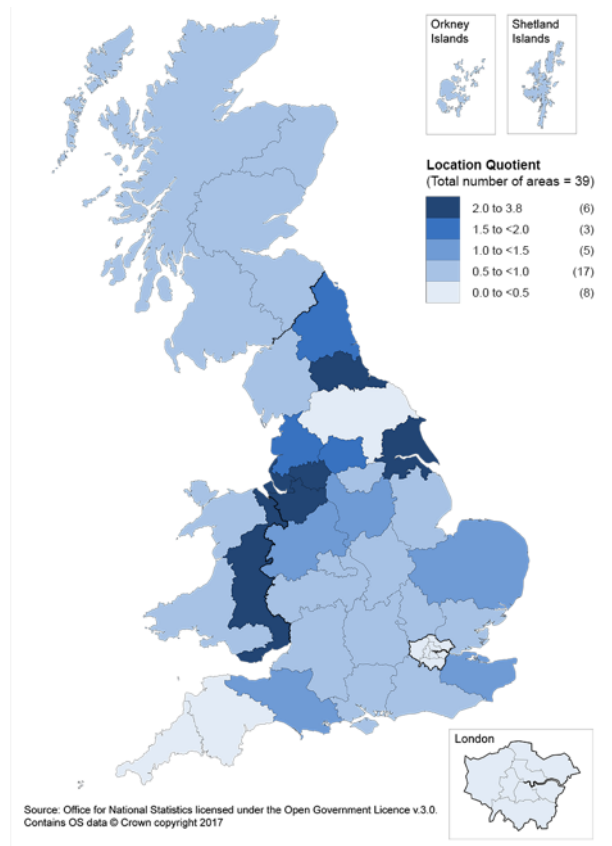 Orkney
Islands
Shetland
Islands
Location Quotient
(Total number of areas = 39)
2.0 to 3.8 (6)
1.5 to <2.0 (3)
1.0 to <1.5 (5)
0.5 to <1.0 (17)
0.0 to <0.5 (8)
London
Source: Office for National Statistics licensed under the Open Government Licence v.3.0.
Contains OS data © Crown copyright 2017